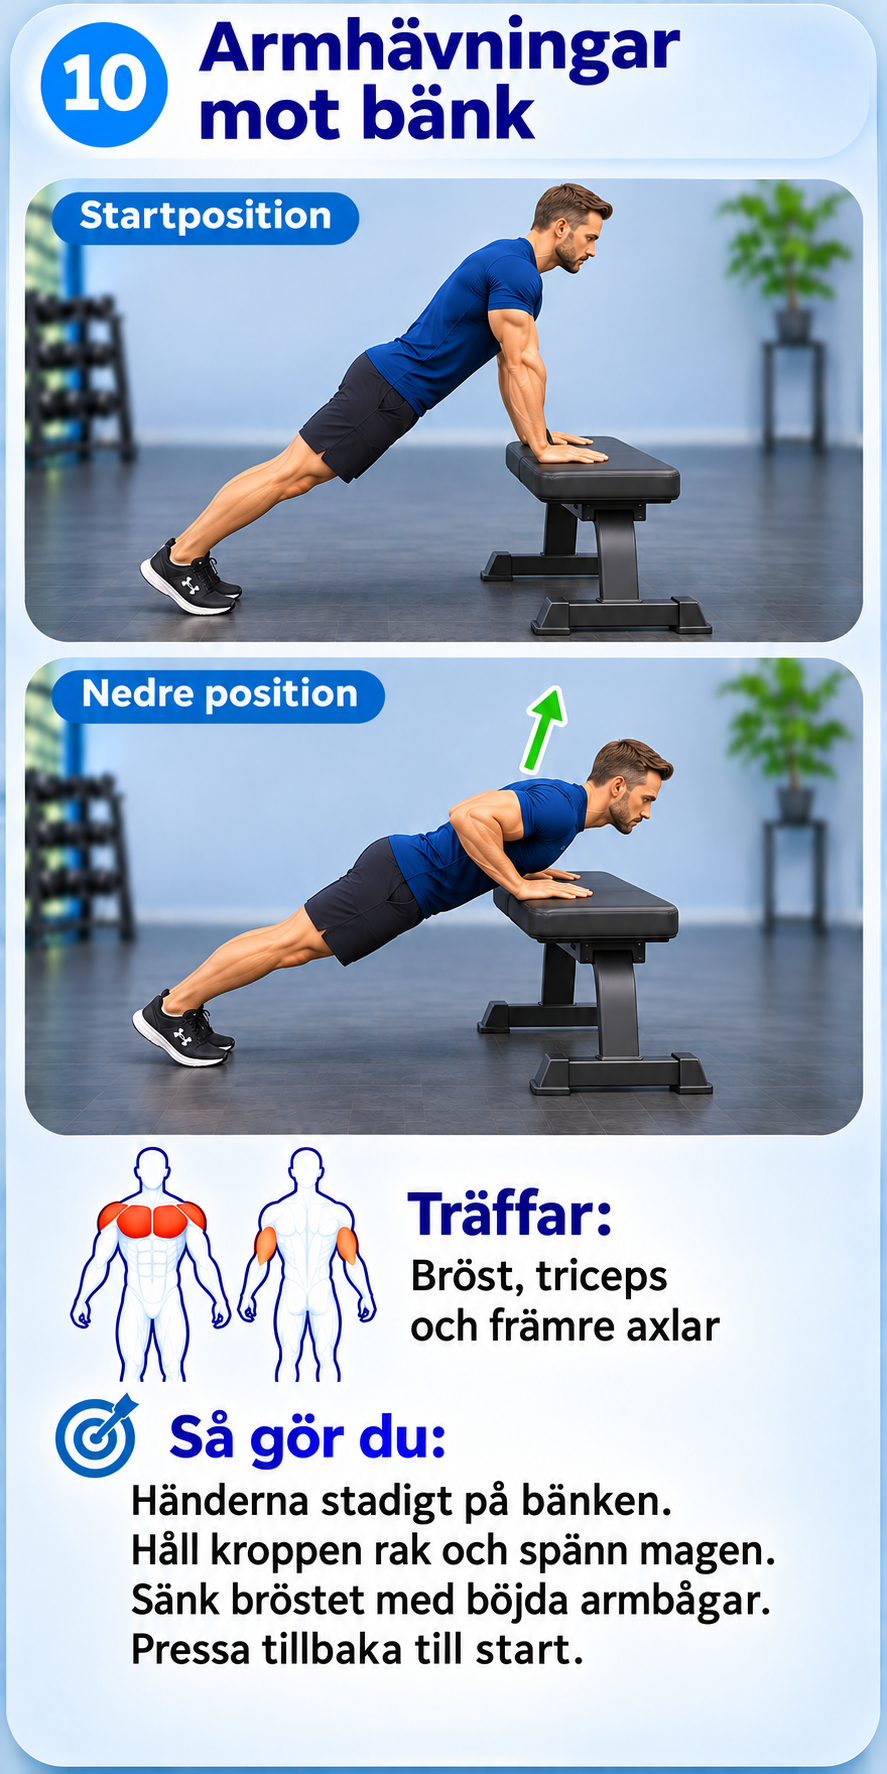 10
Armhävningar
mot bänk
Startposition
Nedre position
Träffar:
Bröst, triceps
och främre axlar
Så gör du:
Händerna stadigt på bänken.
Håll kroppen rak och spänn magen.
Sänk bröstet med böjda armbågar.
Pressa tillbaka till start.